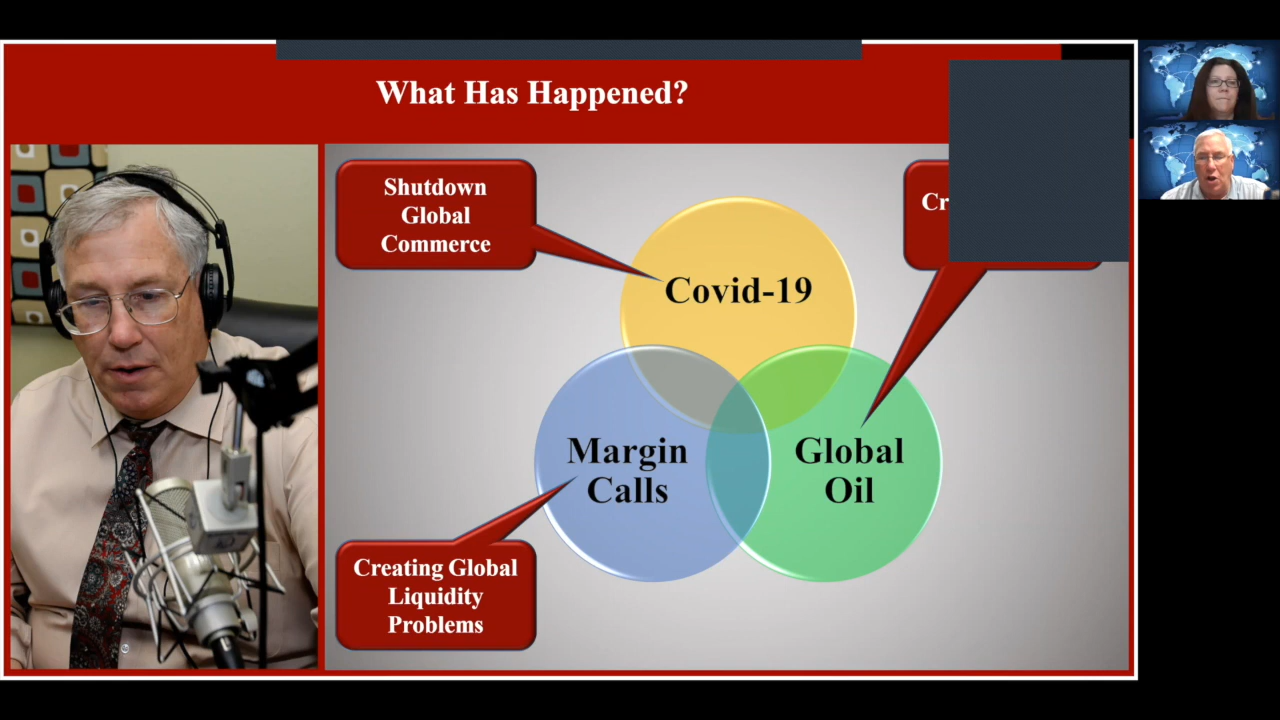 What Has Happened?
Shutdown
Global
Commerce
Covid-19
Margin
Calls
Global
Oil
Creating Global
Liquidity
Problems